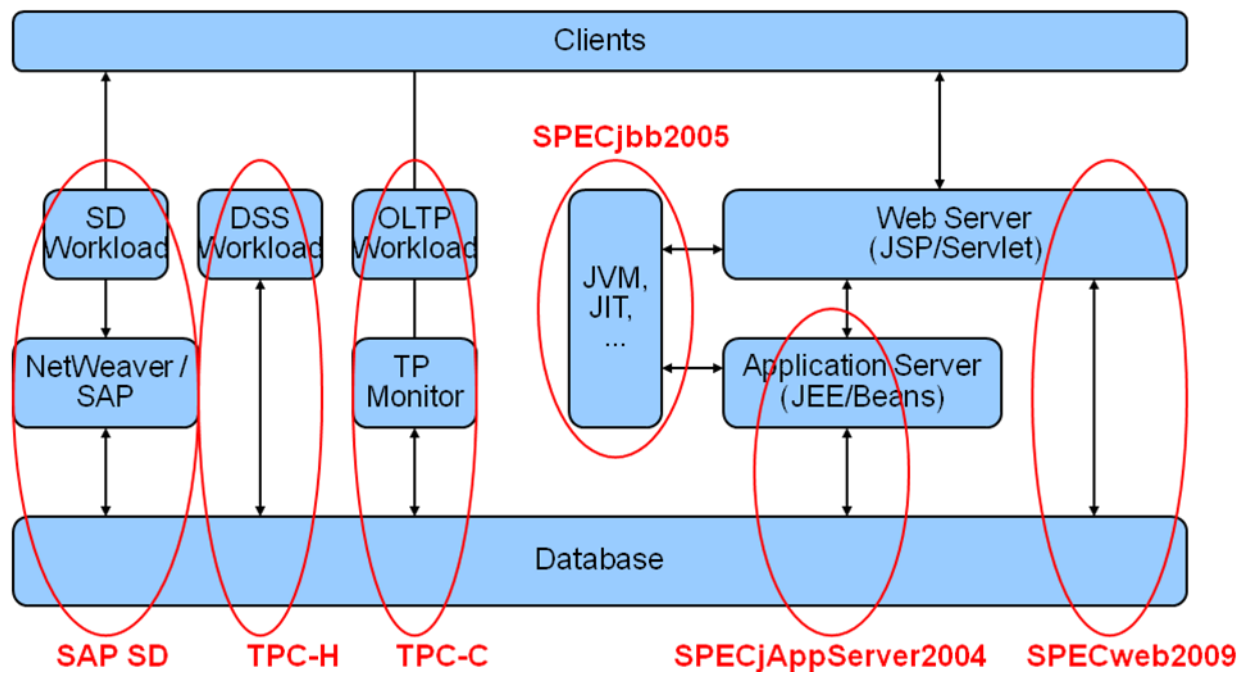 Clients
SPECjbb2005
SD
Workload
DSS
Workload
OLTP
Workload
JVM,
JIT,
...
Web Server
(JSP/Servlet)
NetWeaver /
SAP
TP
Monitor
Application Server
(JEE/Beans)
Database
SAP SD
TPC-H
TPC-C
SPECjAppServer2004
SPECweb2009